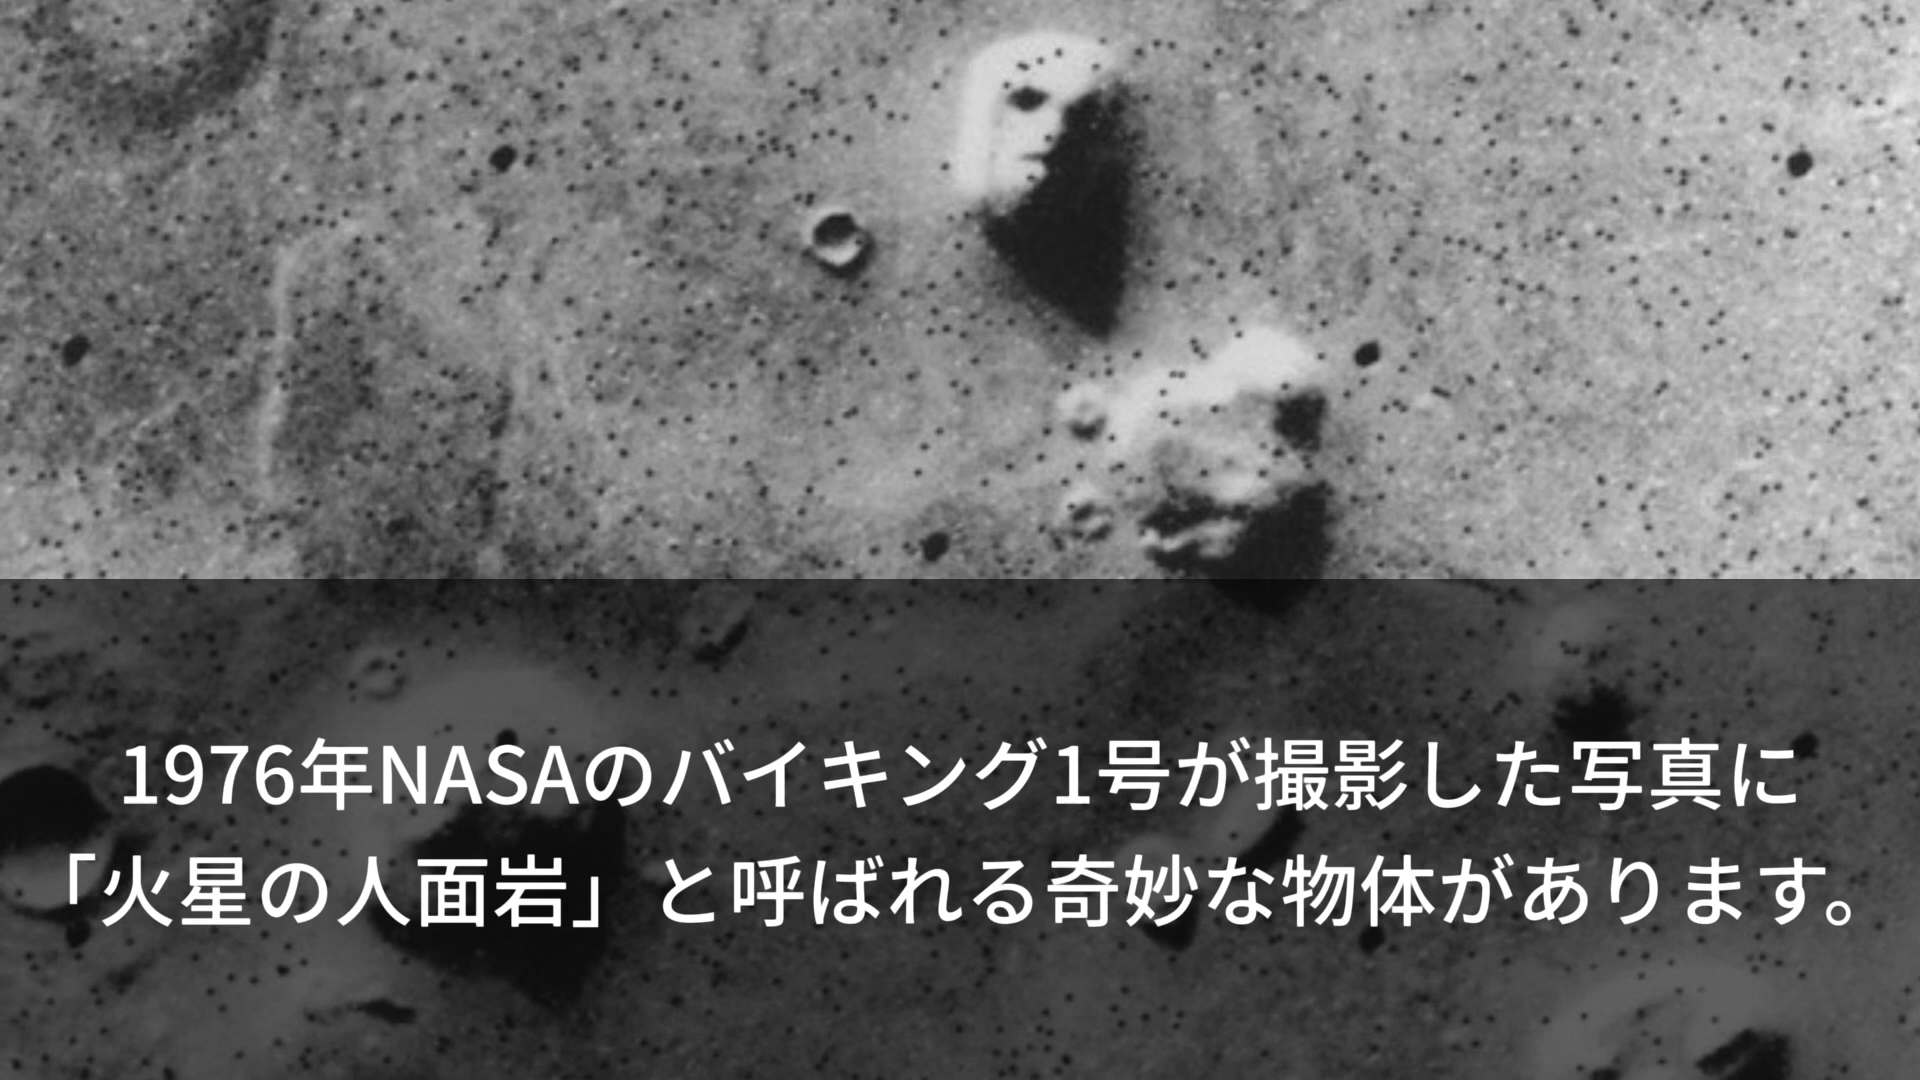 1976年NASAのバイキング1号が撮影した写真に
「火星の人面岩」と呼ばれる奇妙な物体があります。